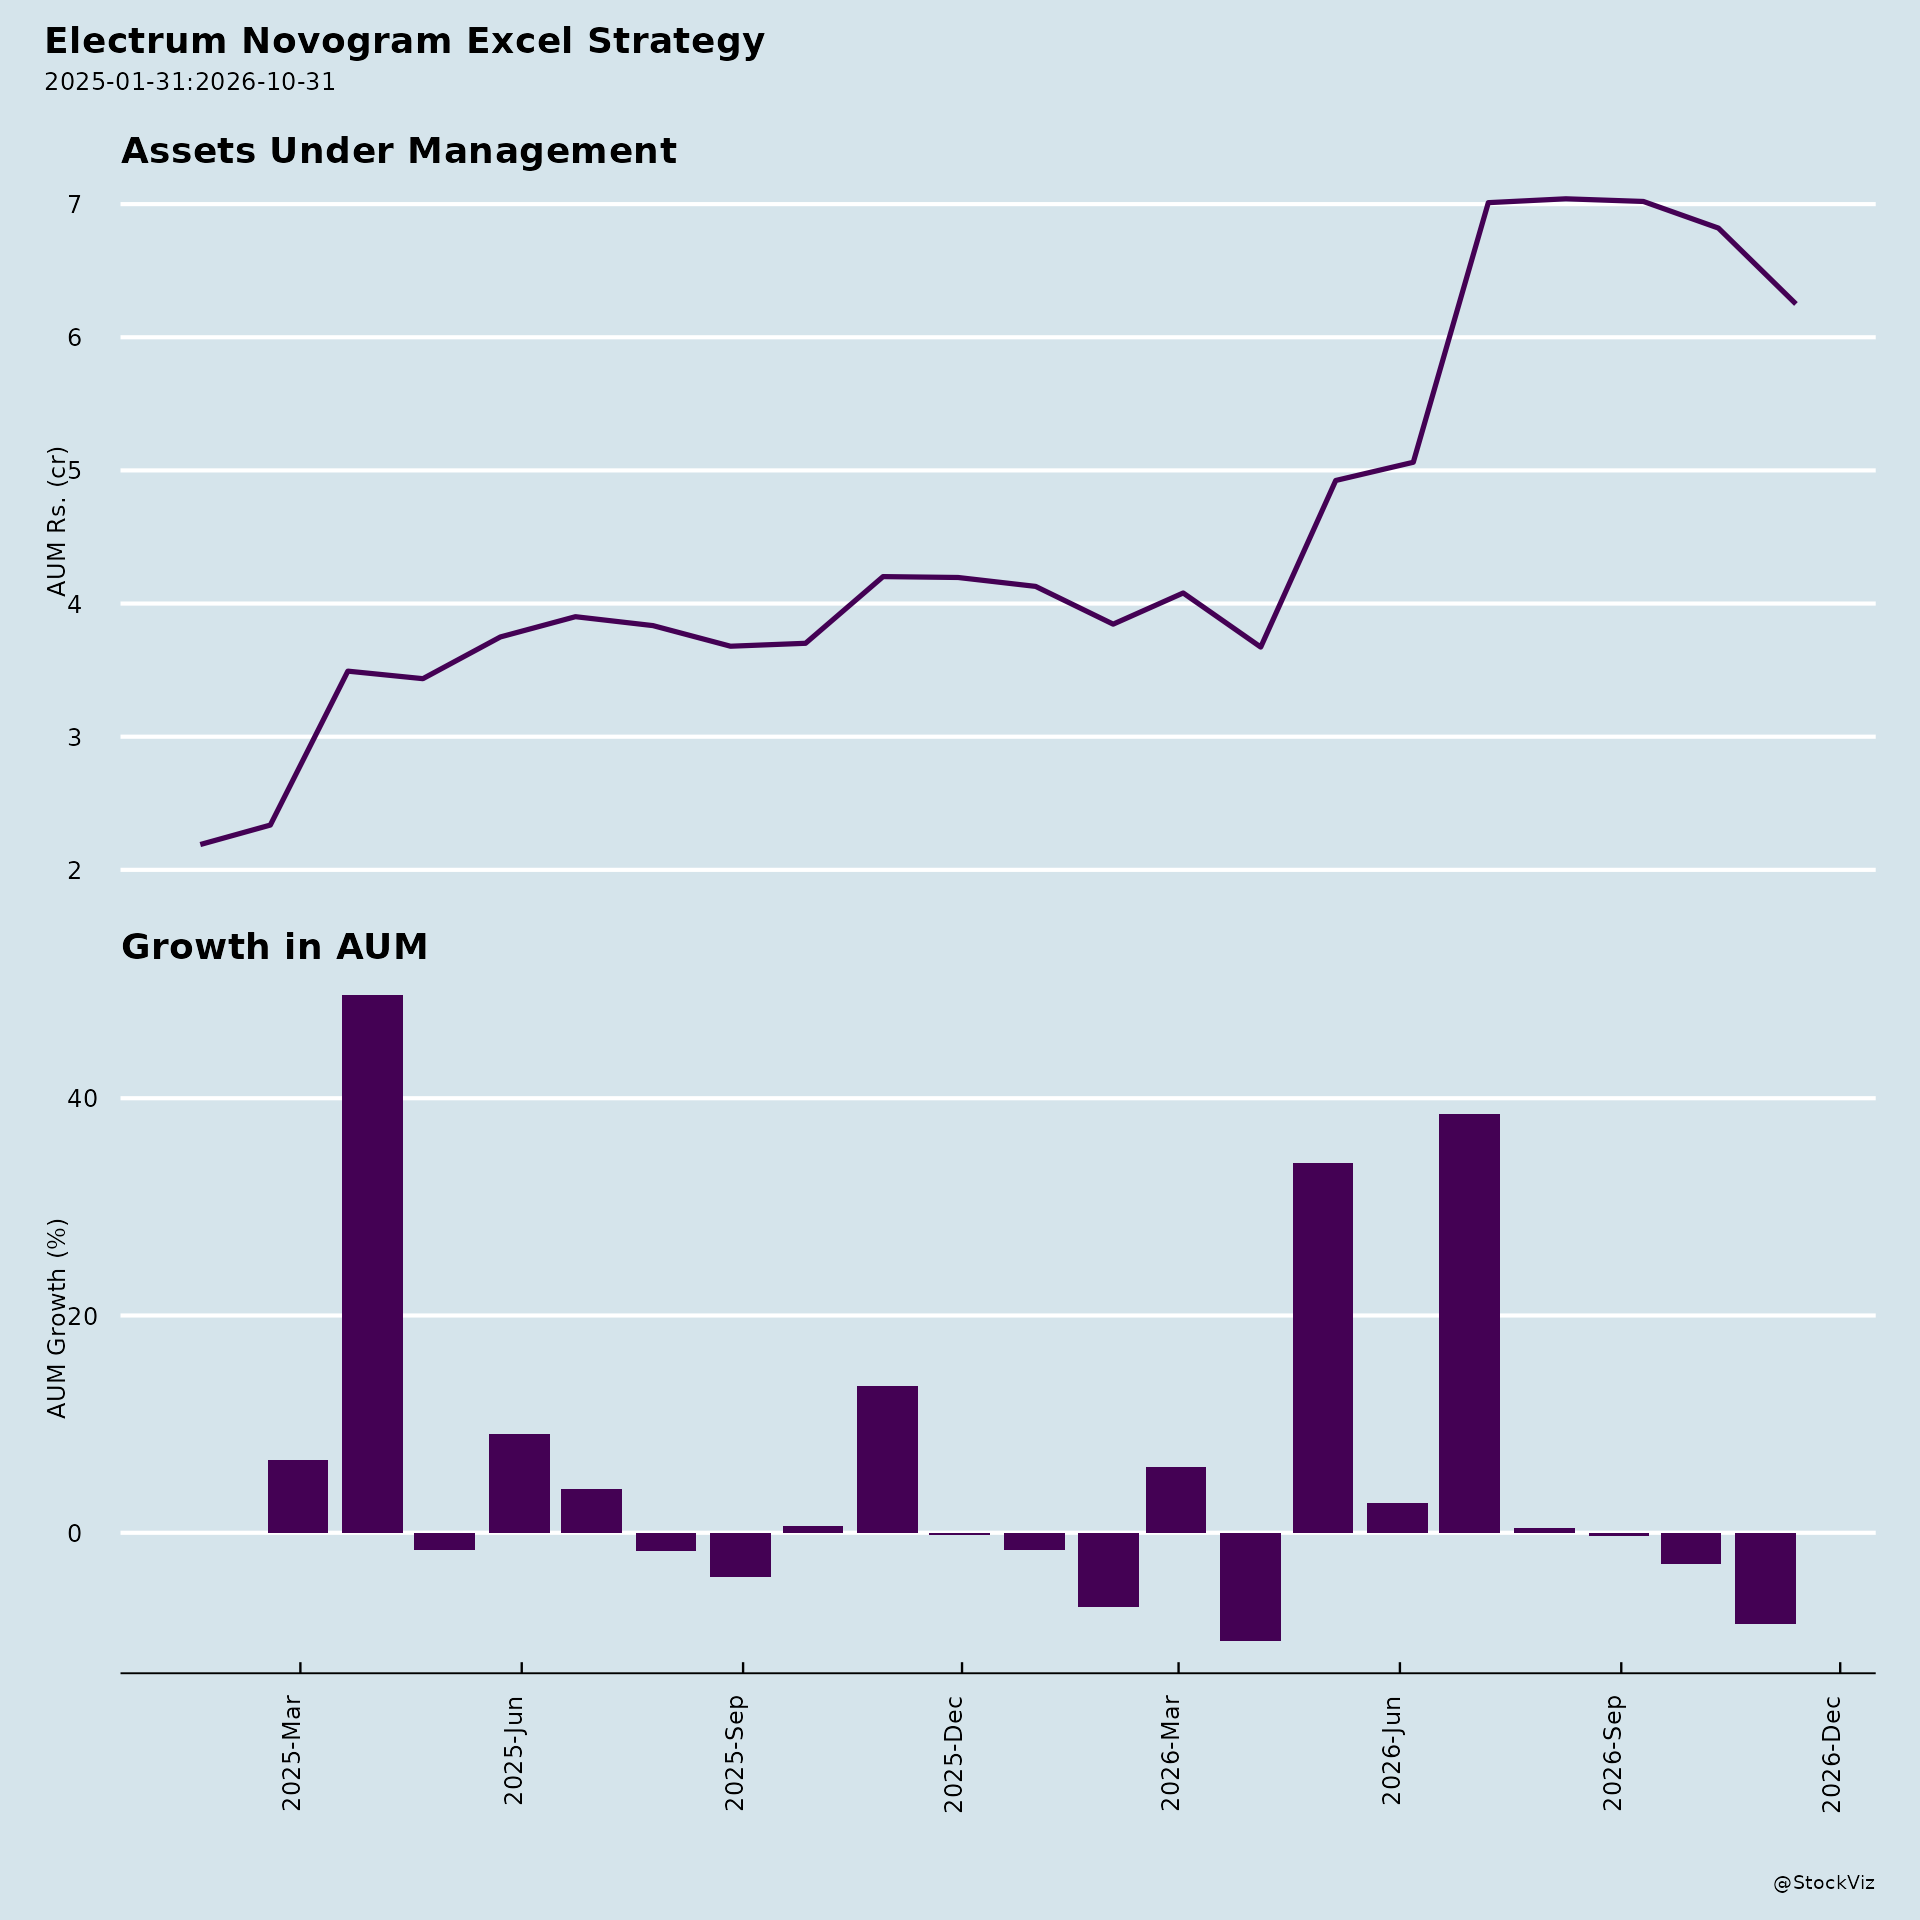 Electrum Novogram Excel Strategy
2025-01-31:2026-10-31
Assets Under Management
AUM Rs. (cr)
7
6
5
4
3
2
Growth in AUM
AUM Growth (%)
40
20
0
2025-Mar
2025-Jun
2025-Sep
2025-Dec
2026-Mar
2026-Jun
2026-Sep
2026-Dec
@StockViz